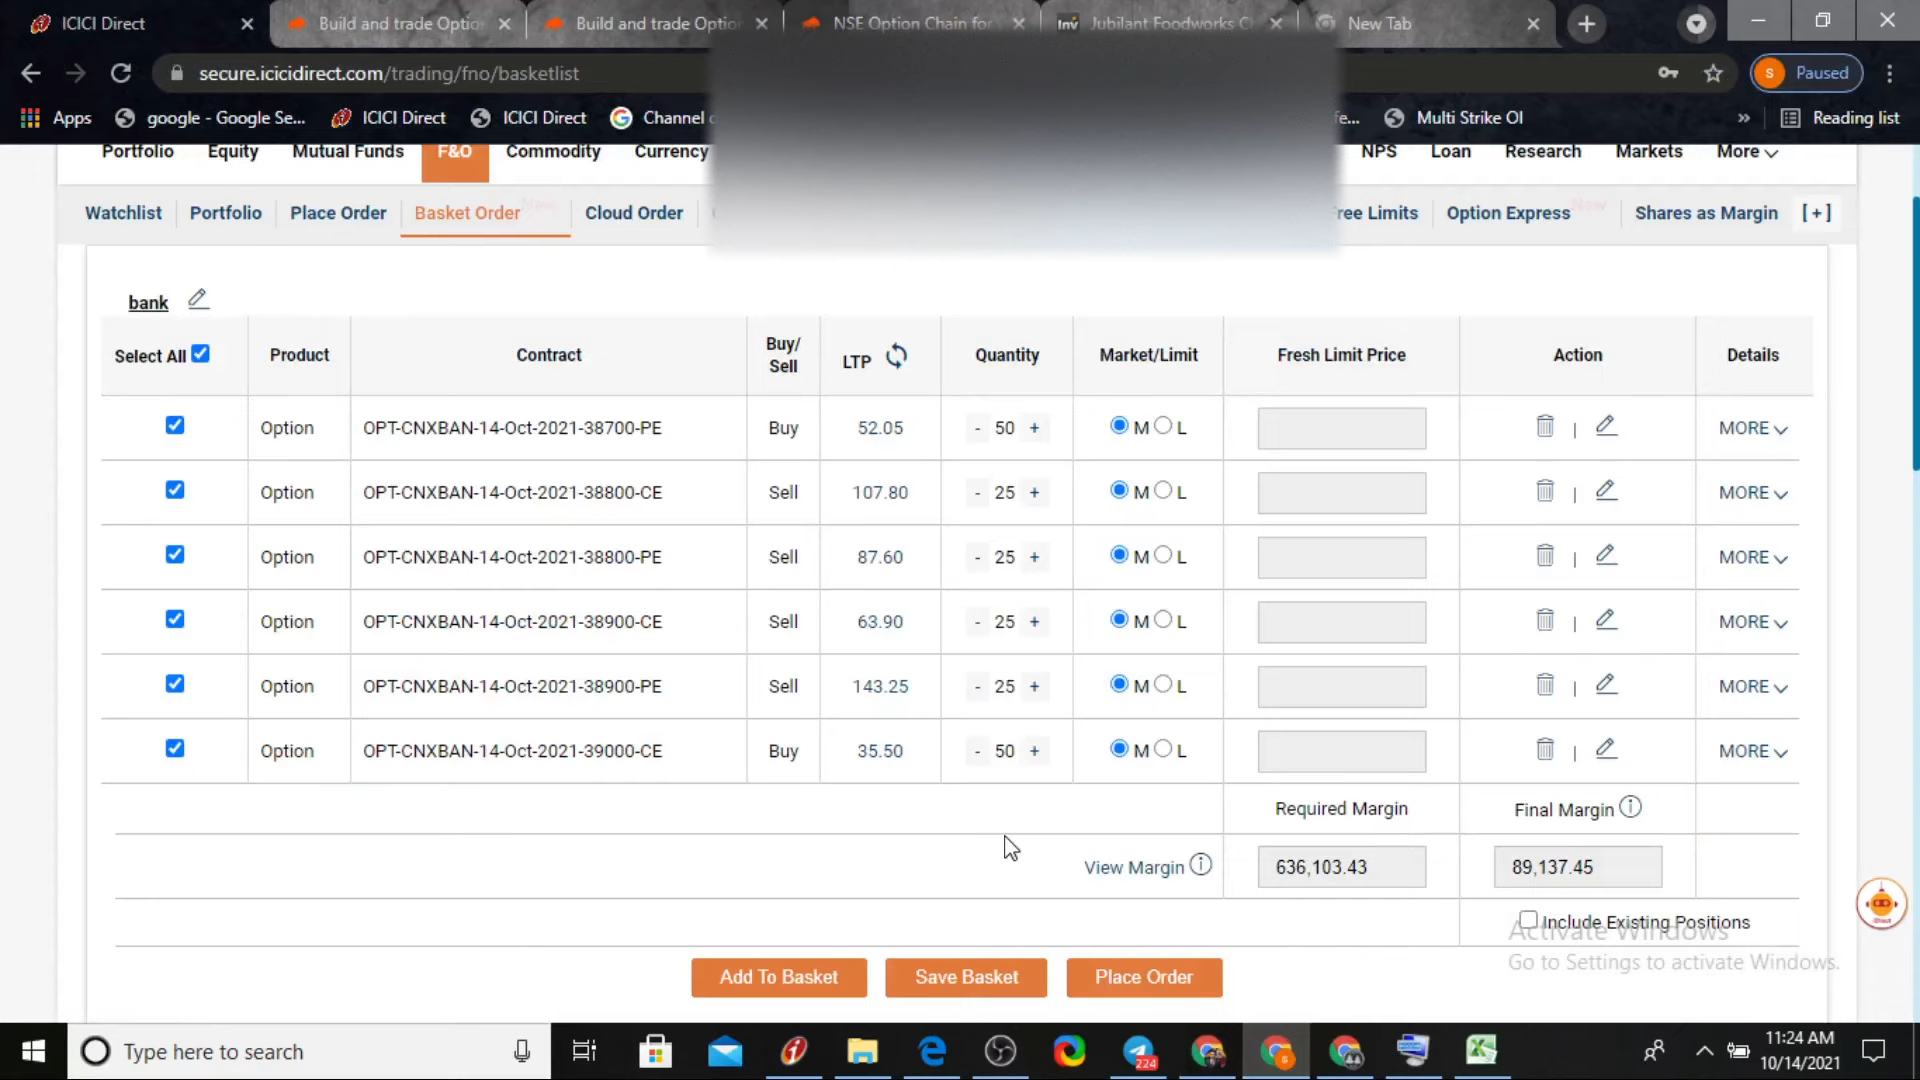 ICICI Direct
Build and trade Optio
Build and trade Option
NSE Option Chain for
Inv Jubilant Foodworks C
New Tab
secure.icicidirect.com/trading/fno/basketlist
S Paused
Apps
google - Google Se...
ICICI Direct
ICICI Direct
Channel
fe...
Multi Strike OI
»
Reading list
Portfolio
Equity
Mutual Funds
F&O
Commodity
Currency
NPS
Loan
Research
Markets
More
Watchlist
Portfolio
Place Order
Basket Order
New
Cloud Order
ree Limits
Option Express
New
Shares as Margin
[+]
bank
Select All
Product
Contract
Buy/
Sell
LTP
Quantity
Market/Limit
Fresh Limit Price
Action
Details
Option OPT-CNXBAN-14-Oct-2021-38700-PE Buy 52.05 - 50 + M L | MORE
Option OPT-CNXBAN-14-Oct-2021-38800-CE Sell 107.80 - 25 + M L | MORE
Option OPT-CNXBAN-14-Oct-2021-38800-PE Sell 87.60 - 25 + M L | MORE
Option OPT-CNXBAN-14-Oct-2021-38900-CE Sell 63.90 - 25 + M L | MORE
Option OPT-CNXBAN-14-Oct-2021-38900-PE Sell 143.25 - 25 + M L | MORE
Option OPT-CNXBAN-14-Oct-2021-39000-CE Buy 35.50 - 50 + M L | MORE
Required Margin
Final Margin
View Margin
636,103.43
89,137.45
Include Existing Positions
Activate Windows
Go to Settings to activate Windows.
Add To Basket
Save Basket
Place Order
Type here to search
224
11:24 AM
10/14/2021